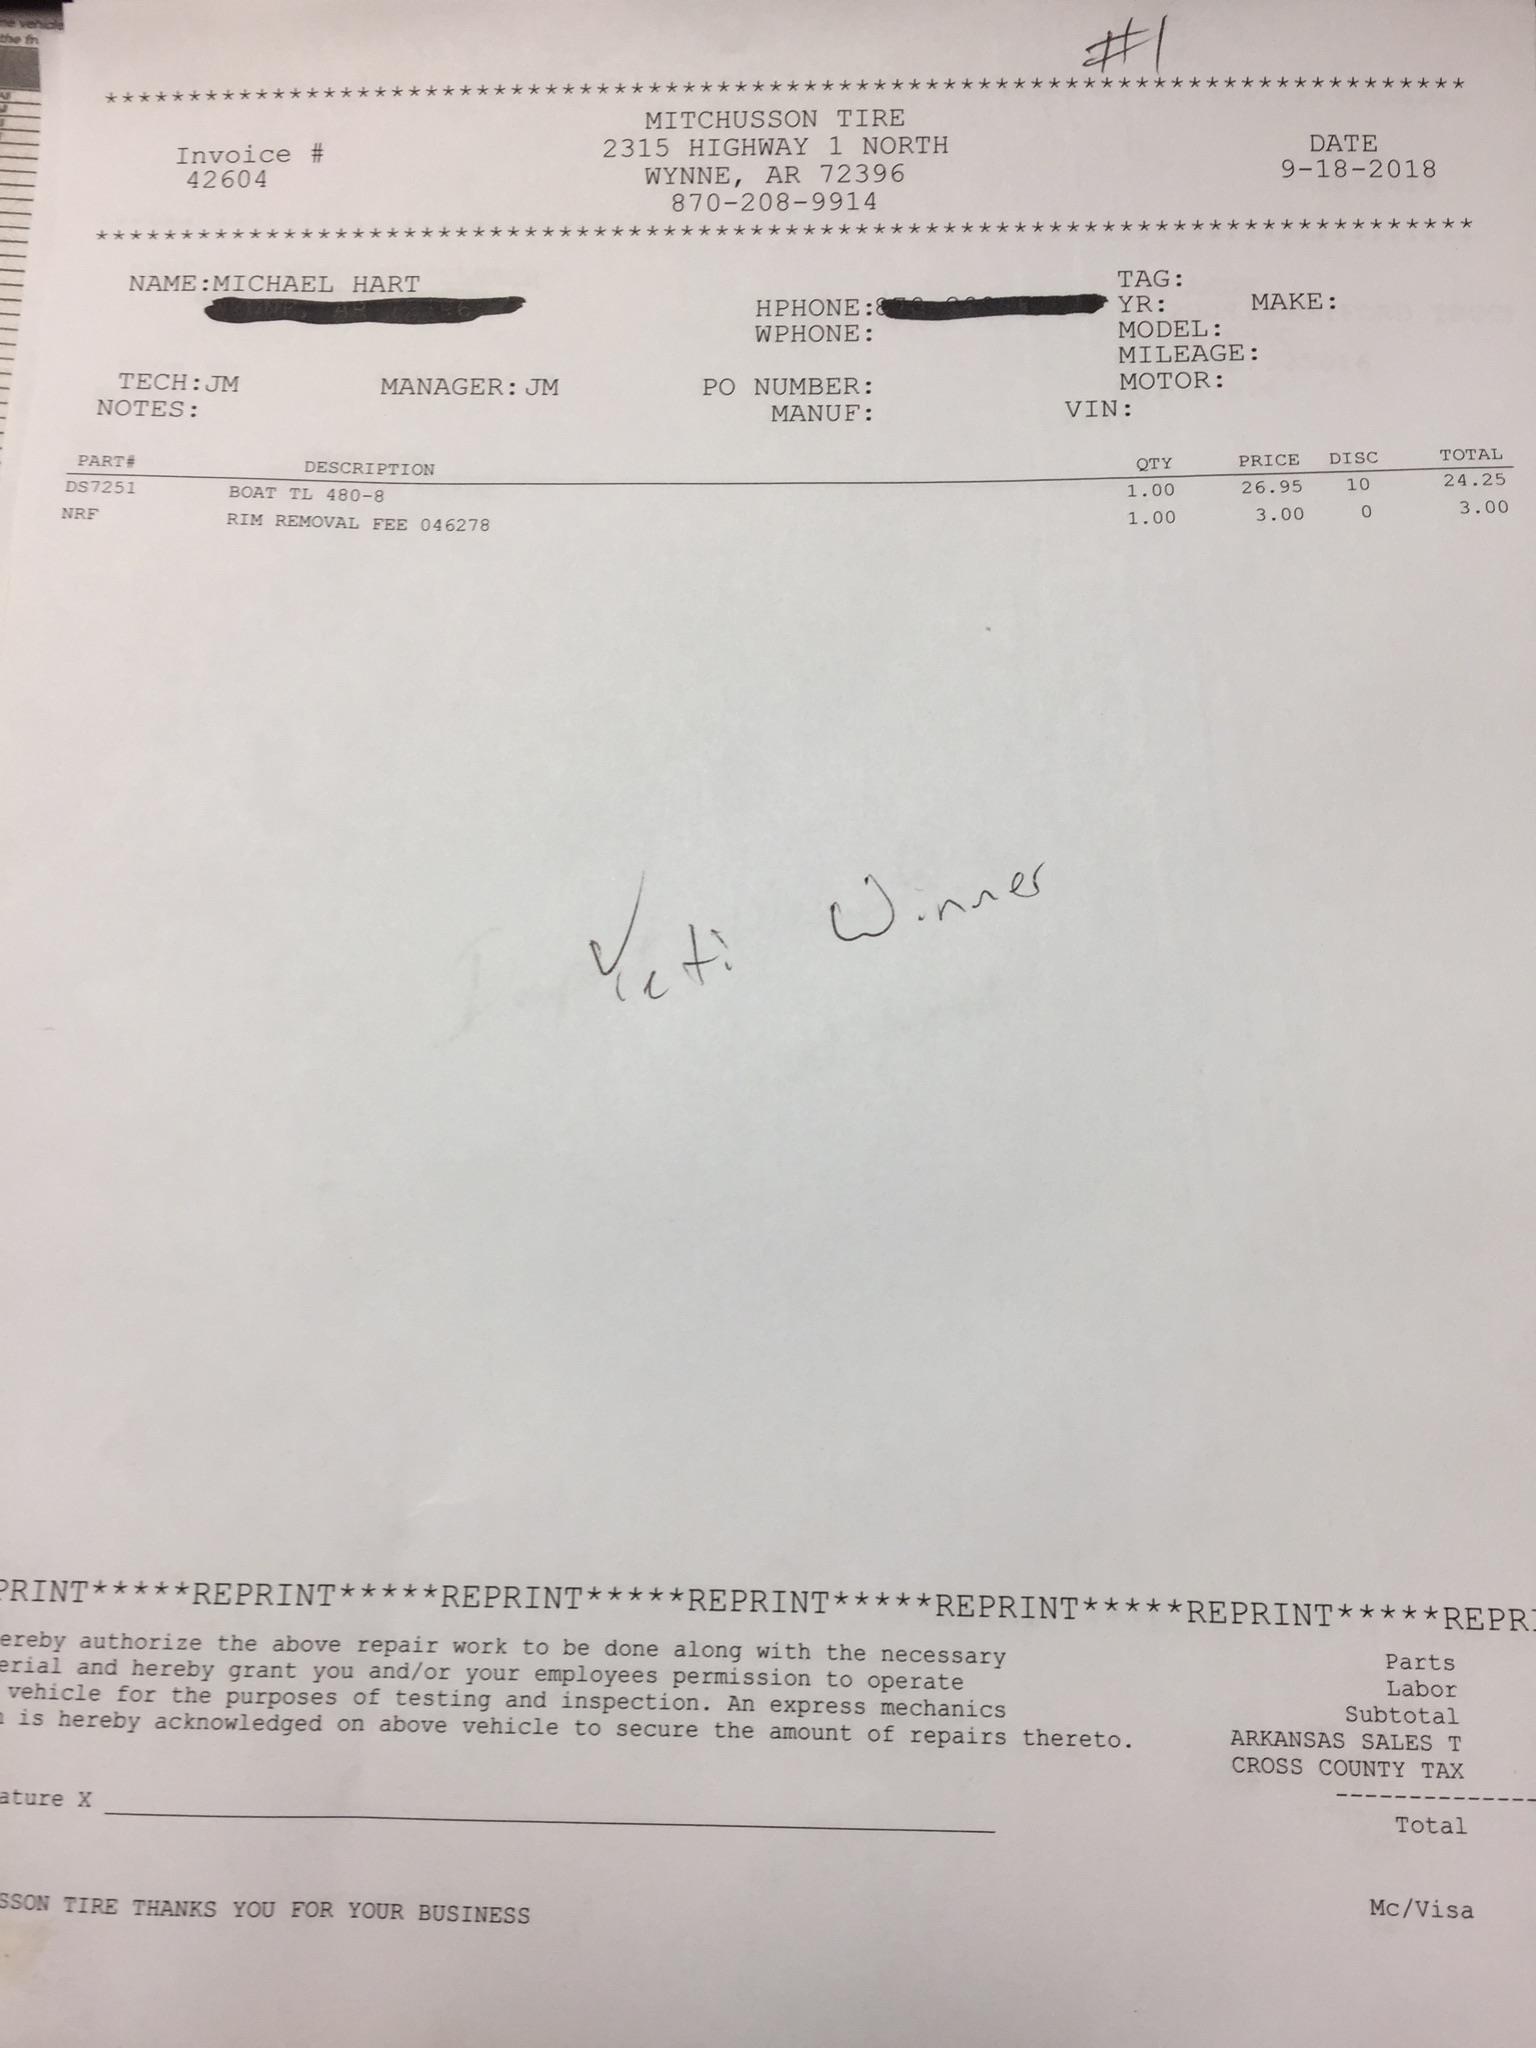 #1
********************************************************************************
MITCHUSSON TIRE
Invoice # 2315 HIGHWAY 1 NORTH DATE
42604 WYNNE, AR 72396 9-18-2018
870-208-9914
********************************************************************************
NAME:MICHAEL HART TAG:
HPHONE: YR: MAKE:
WPHONE: MODEL:
MILEAGE:
TECH:JM MANAGER:JM PO NUMBER: MOTOR:
NOTES: MANUF: VIN:
PART# DESCRIPTION QTY PRICE DISC TOTAL
DS7251 BOAT TL 480-8 1.00 26.95 10 24.25
NRF RIM REMOVAL FEE 046278 1.00 3.00 0 3.00
Yeti Winner
PRINT*****REPRINT*****REPRINT*****REPRINT*****REPRINT*****REPRINT*****REPRI
ereby authorize the above repair work to be done along with the necessary Parts
erial and hereby grant you and/or your employees permission to operate Labor
vehicle for the purposes of testing and inspection. An express mechanics Subtotal
n is hereby acknowledged on above vehicle to secure the amount of repairs thereto. ARKANSAS SALES T
CROSS COUNTY TAX
ature X
Total
SSON TIRE THANKS YOU FOR YOUR BUSINESS Mc/Visa